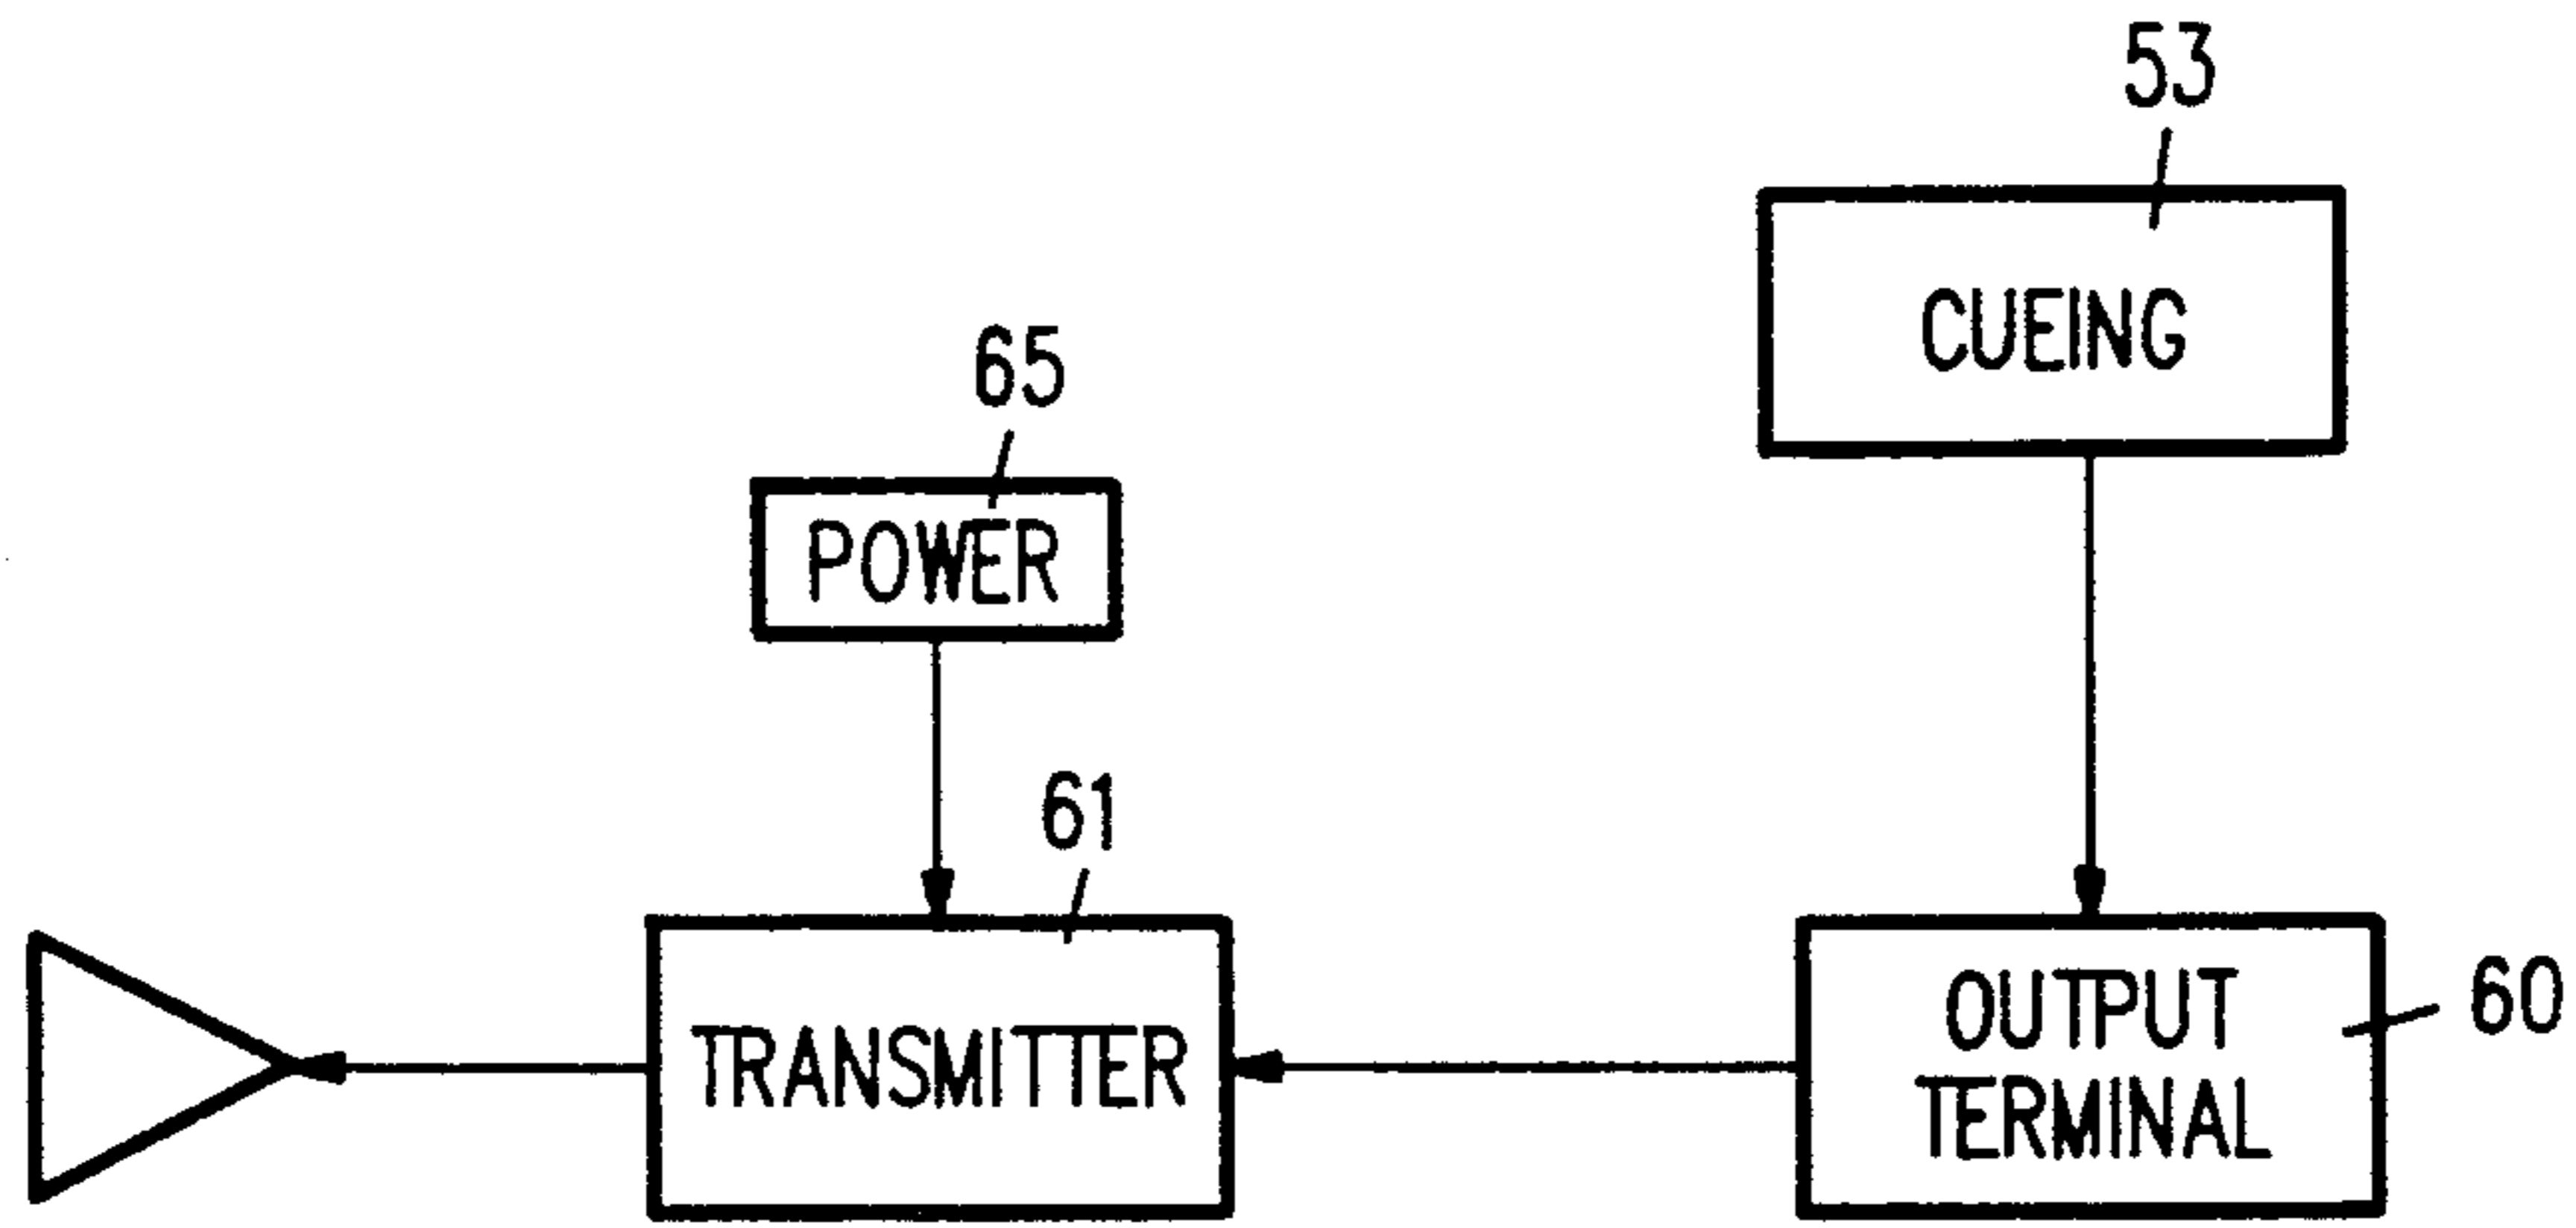 53
CUEING
65
POWER
61
TRANSMITTER
OUTPUT
TERMINAL
60